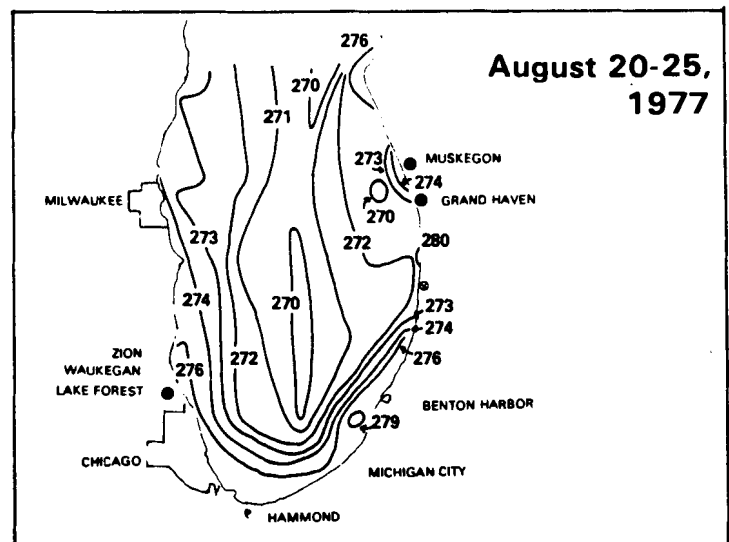 August 20-25,
1977
276
270
271
273
MUSKEGON
274
MILWAUKEE
270
GRAND HAVEN
273
272
280
274
270
273
274
ZION
WAUKEGAN
LAKE FOREST
276
272
276
BENTON HARBOR
279
CHICAGO
MICHIGAN CITY
HAMMOND